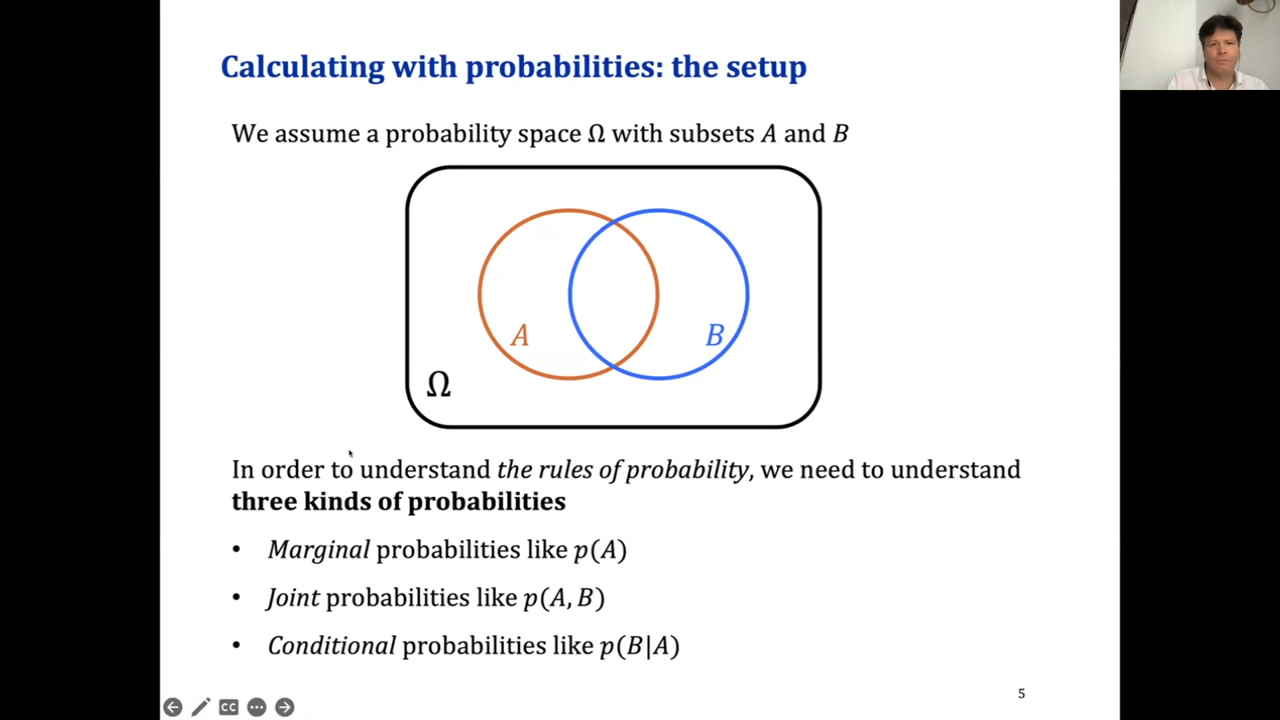 Calculating with probabilities: the setup
We assume a probability space Ω with subsets A and B
A
B
Ω
In order to understand the rules of probability, we need to understand
three kinds of probabilities
• Marginal probabilities like p(A)
• Joint probabilities like p(A, B)
• Conditional probabilities like p(B|A)
5
CC